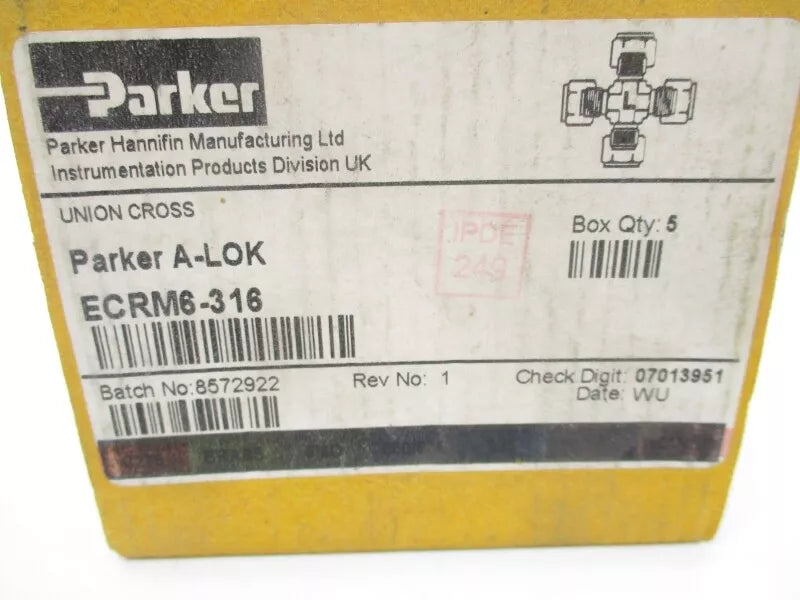 Parker
Parker Hannifin Manufacturing Ltd
Instrumentation Products Division UK
UNION CROSS
Parker A-LOK
ECRM6-316
IPDE
249
Box Qty: 5
Batch No:8572922
Rev No: 1
Check Digit: 07013951
Date: WU